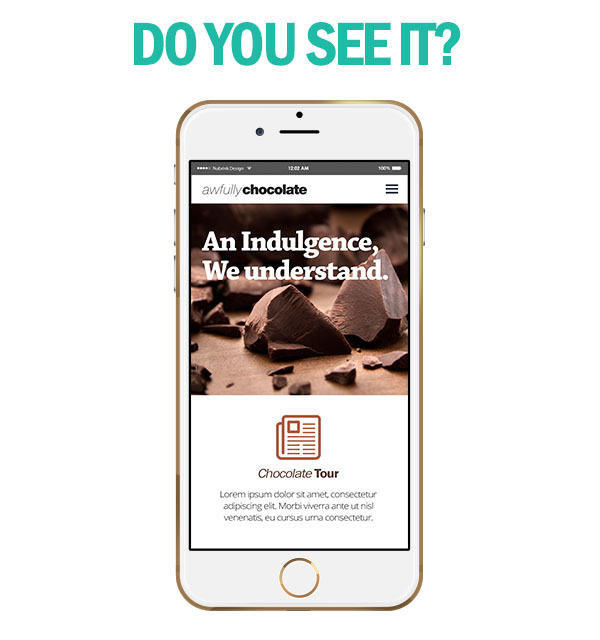 DO YOU SEE IT?
Nubrink Design 12:02 AM 100%
awfullychocolate
An Indulgence,
We understand.
Chocolate Tour
Lorem ipsum dolor sit amet, consectetur
adipiscing elit. Morbi viverra ante ut nisl
venenatis, eu cursus urna consectetur.